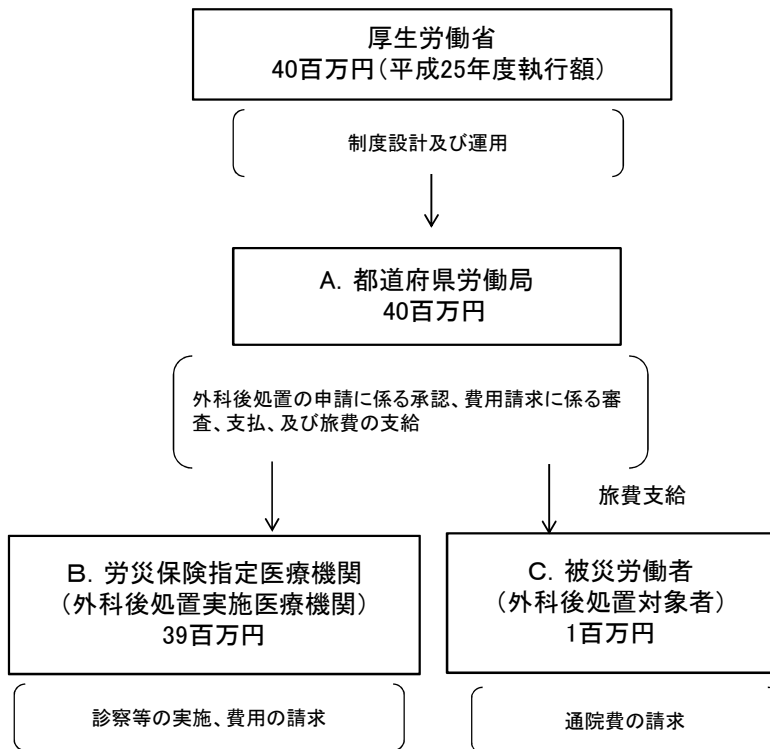 厚生労働省
40百万円(平成25年度執行額)
制度設計及び運用
A. 都道府県労働局
40百万円
外科後処置の申請に係る承認、費用請求に係る審
査、支払、及び旅費の支給
旅費支給
B. 労災保険指定医療機関
(外科後処置実施医療機関)
39百万円
C. 被災労働者
(外科後処置対象者)
1百万円
診察等の実施、費用の請求
通院費の請求